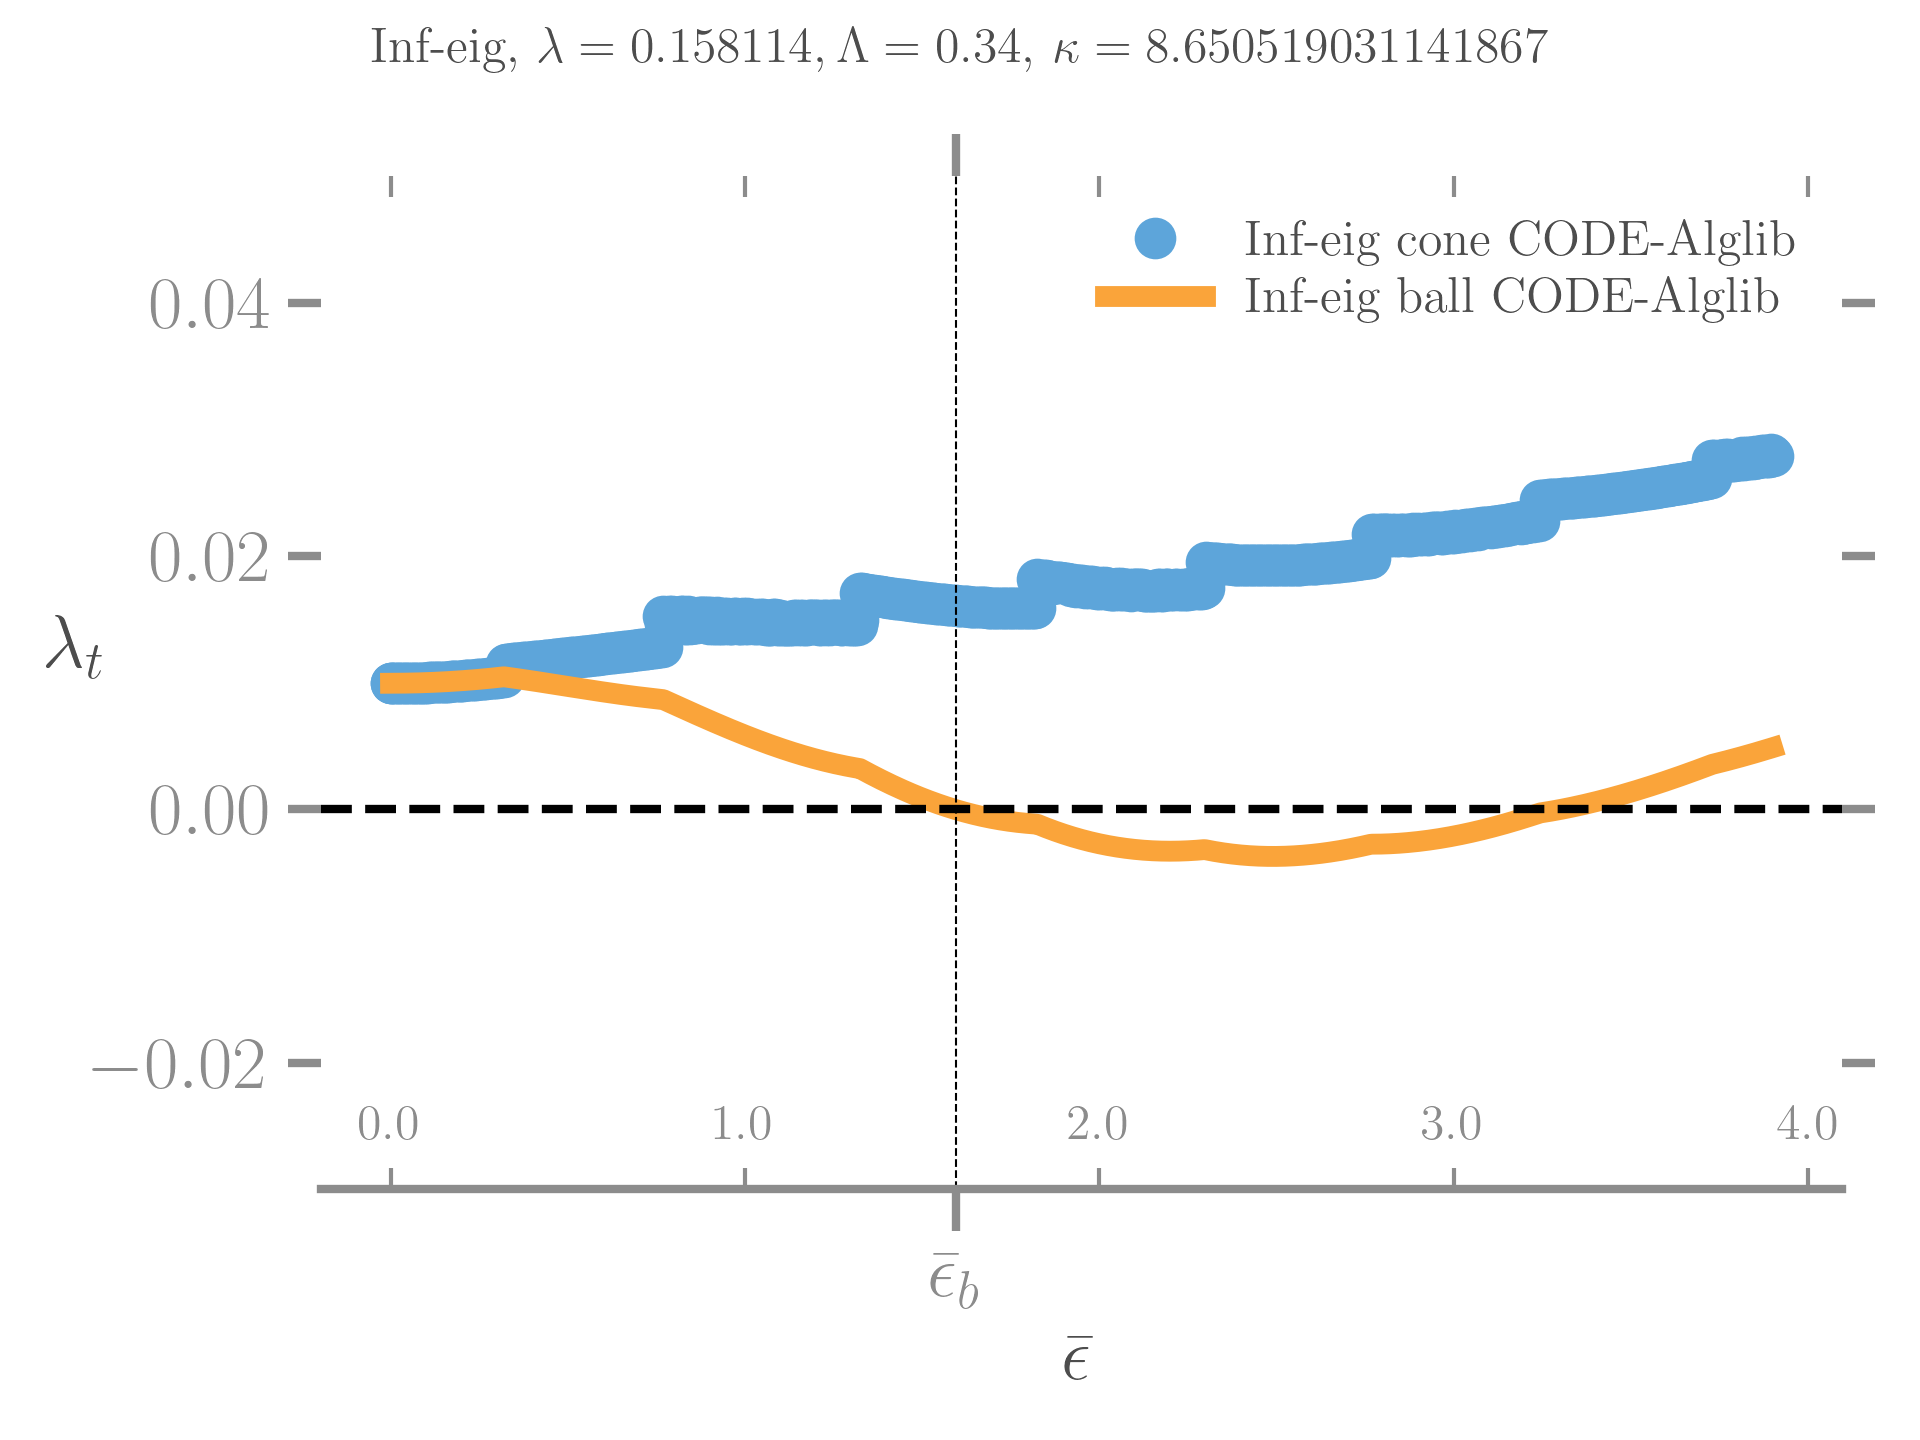 Inf-eig, λ = 0.158114, Λ = 0.34, κ = 8.650519031141867
Inf-eig cone CODE-Alglib
Inf-eig ball CODE-Alglib
0.04
0.02
0.00
−0.02
λₜ
0.0 1.0 2.0 3.0 4.0
ϵ̅_b
ϵ̅